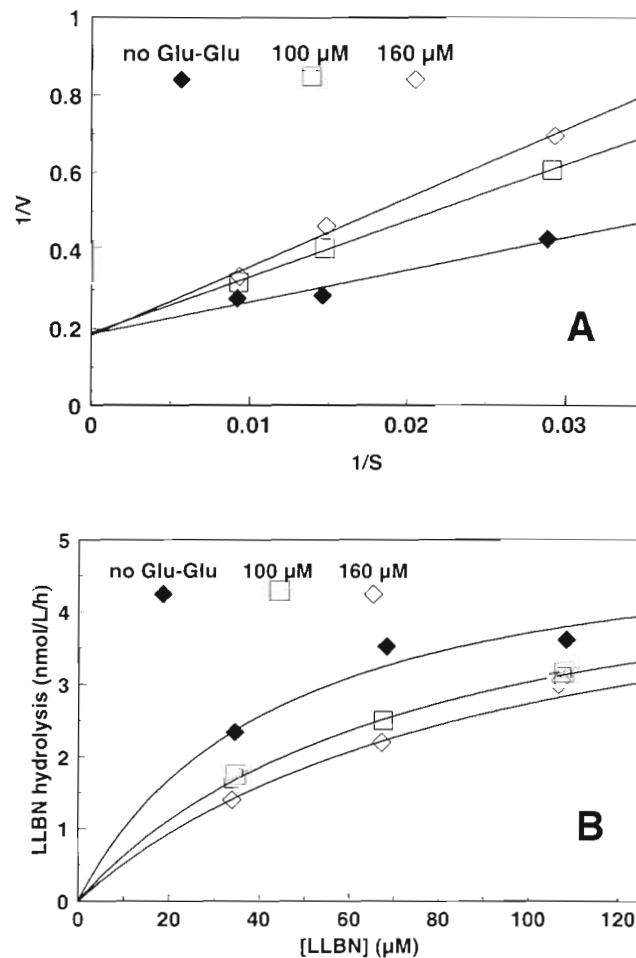 no Glu-Glu 100 µM 160 µM
1
0.8
0.6
0.4
0.2
0
1/V
0 0.01 0.02 0.03
1/S
A
no Glu-Glu 100 µM 160 µM
5
4
3
2
1
0
LLBN hydrolysis (nmol/L/h)
0 20 40 60 80 100 120
[LLBN] (µM)
B